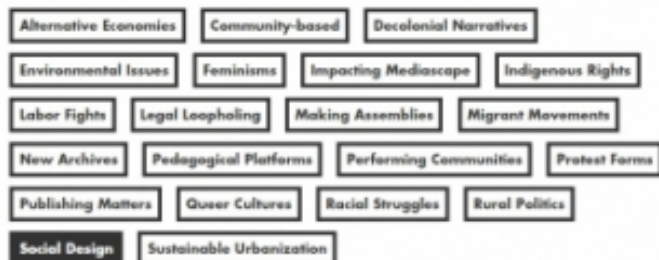 Alternative Economies Community-based Decolonial Narratives
Environmental Issues Feminisms Impacting Mediascape Indigenous Rights
Labor Fights Legal Loopholing Making Assemblies Migrant Movements
New Archives Pedagogical Platforms Performing Communities Protest Forms
Publishing Matters Queer Cultures Racial Struggles Rural Politics
Social Design Sustainable Urbanization